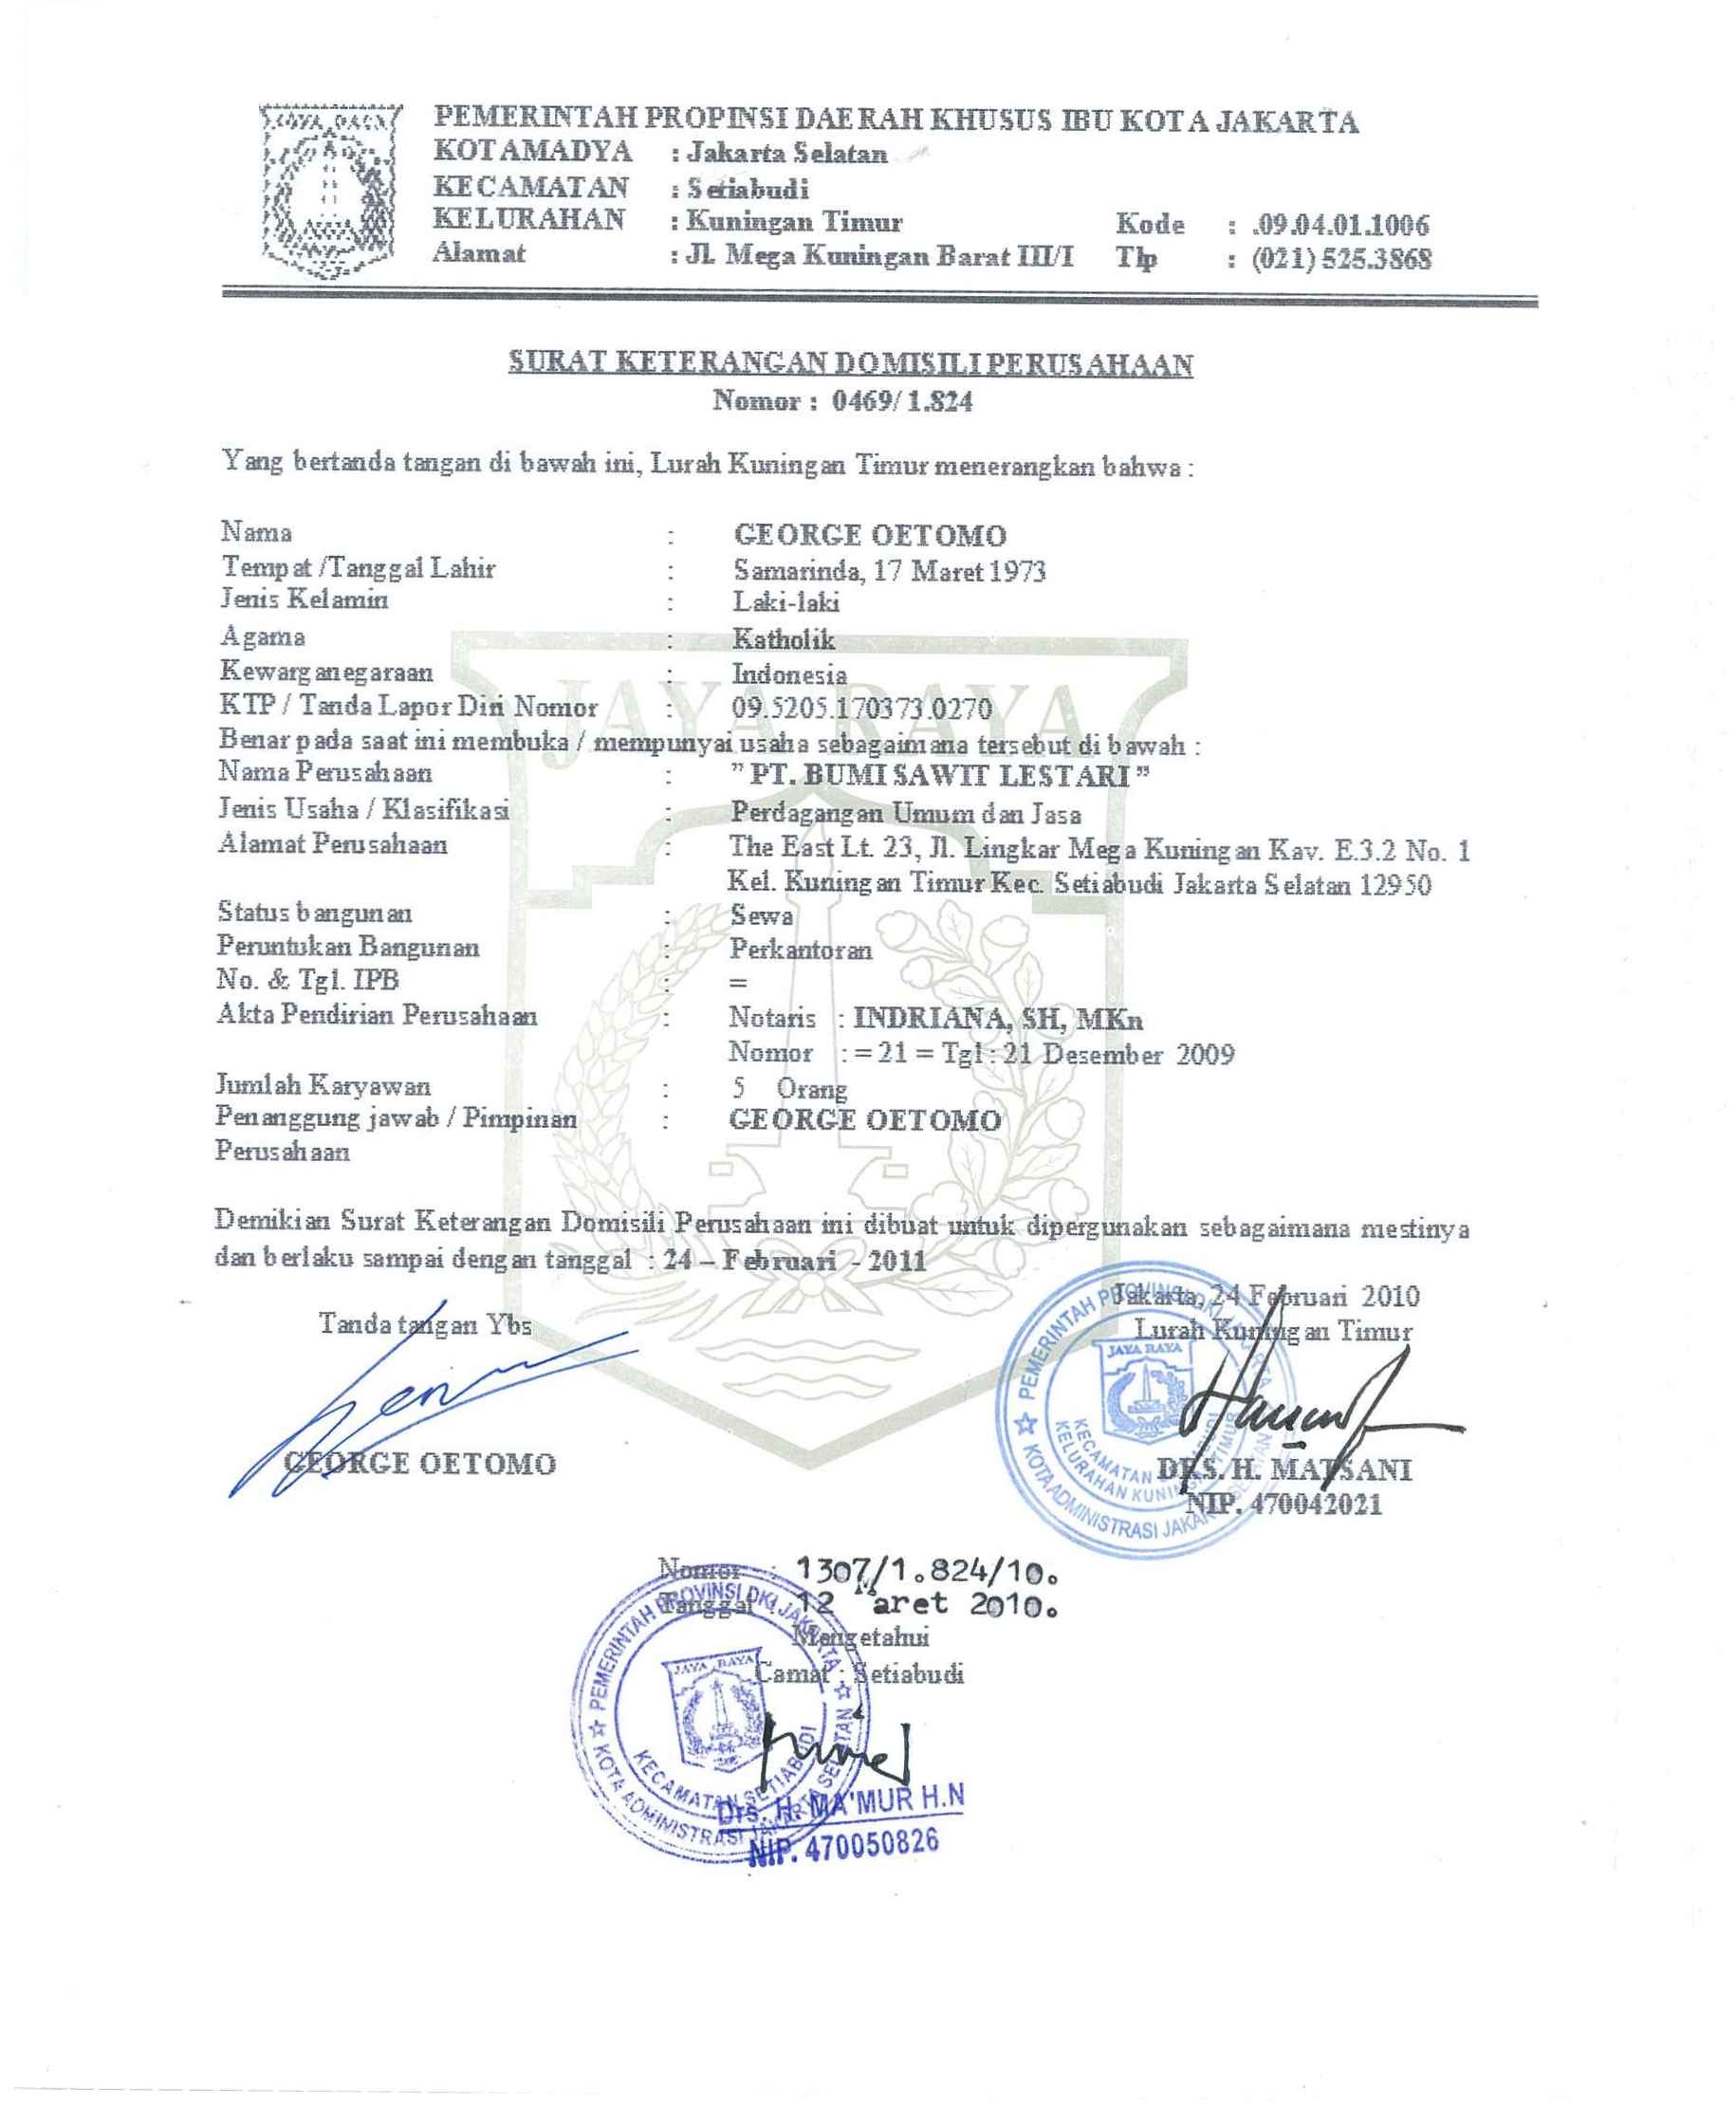 JAYA RAYA
PEMERINTAH PROPINSI DAERAH KHUSUS IBU KOTA JAKARTA
KOTAMADYA : Jakarta Selatan
KECAMATAN : Setiabudi
KELURAHAN : Kuningan Timur Kode : .09.04.01.1006
Alamat : Jl. Mega Kuningan Barat III/I Tlp : (021) 525.3868
SURAT KETERANGAN DOMISILI PERUSAHAAN
Nomor : 0469/ 1.824
Yang bertanda tangan di bawah ini, Lurah Kuningan Timur menerangkan bahwa :
Nama : GEORGE OETOMO
Tempat /Tanggal Lahir : Samarinda, 17 Maret 1973
Jenis Kelamin : Laki-laki
Agama : Katholik
Kewarganegaraan : Indonesia
KTP / Tanda Lapor Diri Nomor : 09.5205.170373.0270
JAYA RAYA
Benar pada saat ini membuka / mempunyai usaha sebagaimana tersebut di bawah :
Nama Perusahaan : ” PT. BUMI SAWIT LESTARI ”
Jenis Usaha / Klasifikasi : Perdagangan Umum dan Jasa
Alamat Perusahaan : The East Lt. 23, Jl. Lingkar Mega Kuningan Kav. E.3.2 No. 1
Kel. Kuningan Timur Kec. Setiabudi Jakarta Selatan 12950
Status bangunan : Sewa
Peruntukan Bangunan : Perkantoran
No. & Tgl. IPB : =
Akta Pendirian Perusahaan : Notaris : INDRIANA, SH, MKn
Nomor : = 21 = Tgl : 21 Desember 2009
Jumlah Karyawan : 5 Orang
Penanggung jawab / Pimpinan : GEORGE OETOMO
Perusahaan
Demikian Surat Keterangan Domisili Perusahaan ini dibuat untuk dipergunakan sebagaimana mestinya
dan berlaku sampai dengan tanggal : 24 – Februari - 2011
Jakarta, 24 Februari 2010
Tanda tangan Ybs Lurah Kuningan Timur
PEMERINTAH PROVINSI DKI JAKARTA
JAYA RAYA
KECAMATAN SETIABUDI
KELURAHAN KUNINGAN TIMUR
KOTA ADMINISTRASI JAKARTA SELATAN
GEORGE OETOMO DRS. H. MATSANI
NIP. 470042021
Nomor : 1307/1.824/10.
Tanggal : 12 Maret 2010.
Mengetahui
Camat : Setiabudi
PEMERINTAH PROVINSI DKI JAKARTA
JAYA RAYA
KECAMATAN SETIABUDI
KOTA ADMINISTRASI JAKARTA SELATAN
Drs. H. MA'MUR H.N
NIP. 470050826